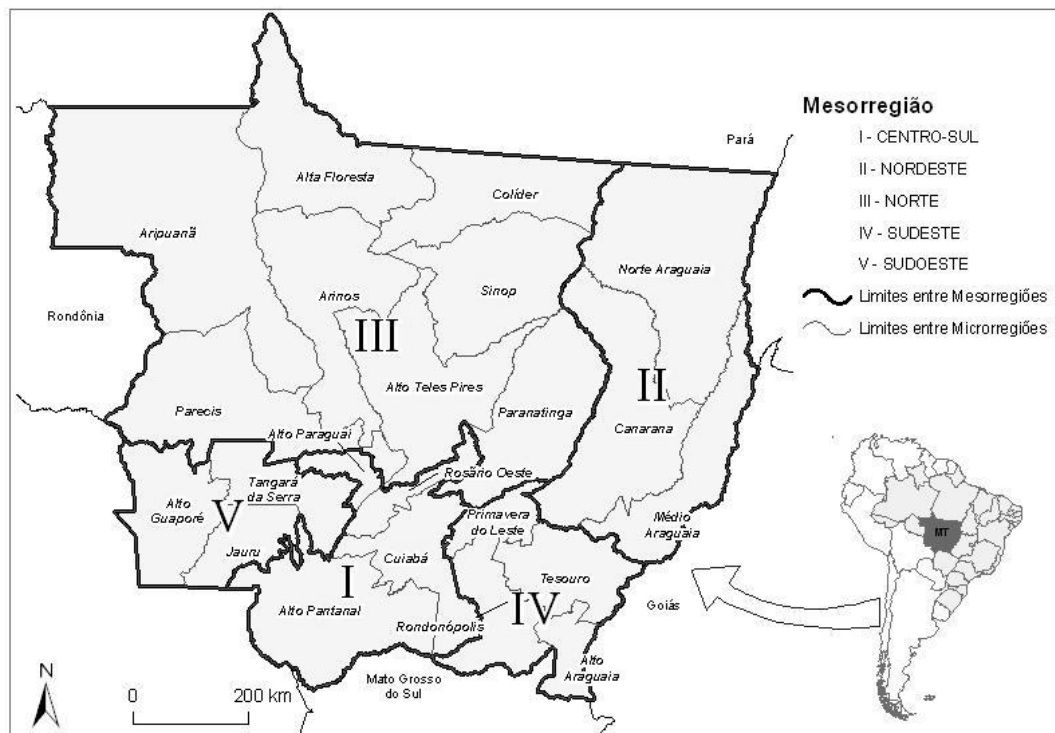 Pará
Mesorregião
I - CENTRO-SUL
II - NORDESTE
III - NORTE
IV - SUDESTE
V - SUDOESTE
Limites entre Mesorregiões
Limites entre Microrregiões
Alta Floresta
Colíder
Aripuanã
Norte Araguaia
Arinos
Sinop
Rondônia
III
II
Alto Teles Pires
Parecis
Paranatinga
Canarana
Alto Paraguai
Rosário Oeste
Tangará
da Serra
Alto
Guaporé
V
Primavera
do Leste
Médio
Araguaia
Jauru
Cuiabá
Tesouro
I
IV
Alto Pantanal
Goiás
Rondonópolis
Alto
Araguaia
Mato Grosso
do Sul
MT
N
0 200 km